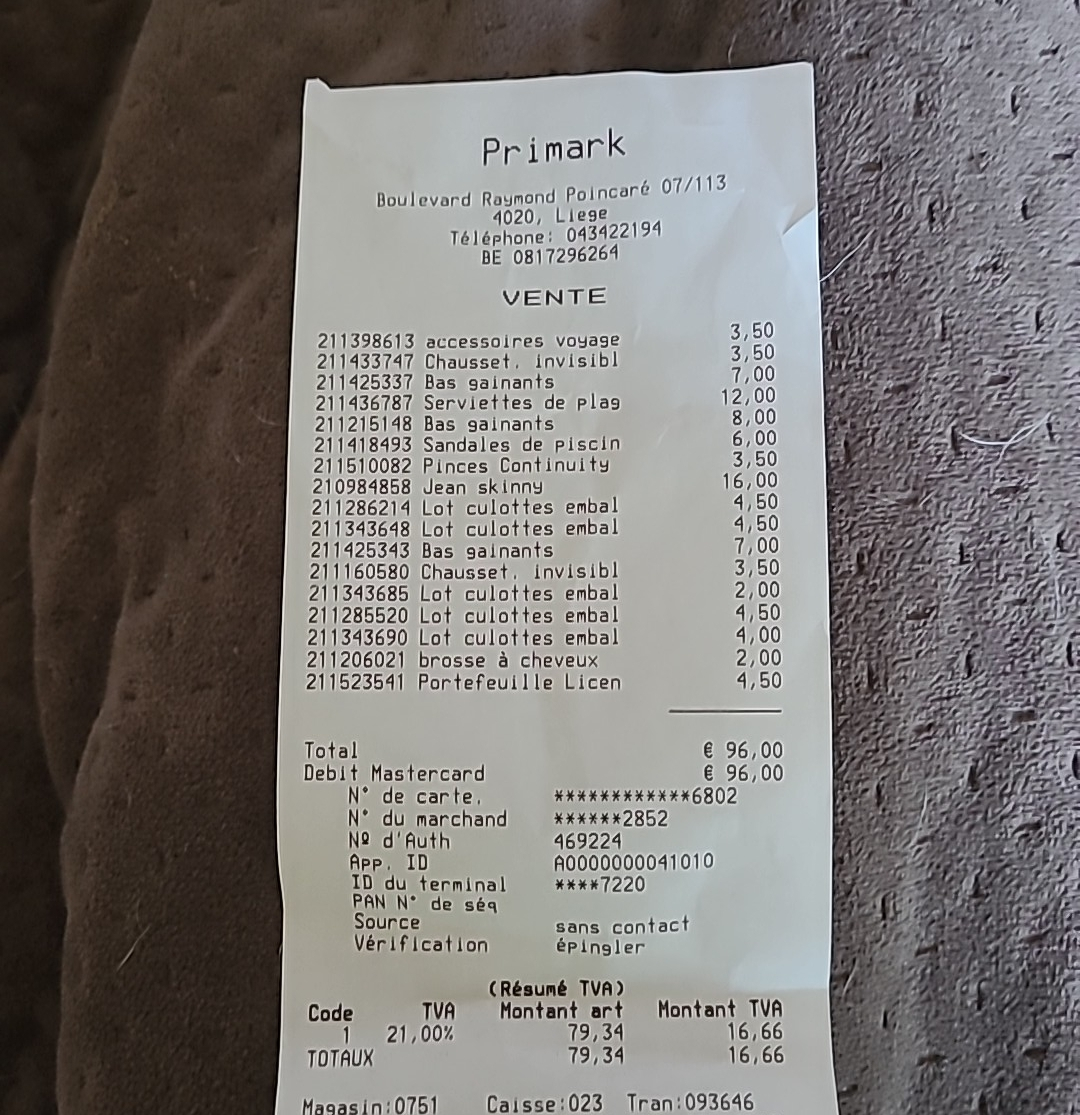 Primark
Boulevard Raymond Poincaré 07/113
4020, Liege
Téléphone: 043422194
BE 0817296264
VENTE
211398613 accessoires voyage 3,50
211433747 Chausset. invisibl 3,50
211425337 Bas gainants 7,00
211436787 Serviettes de plag 12,00
211215148 Bas gainants 8,00
211418493 Sandales de piscin 6,00
211510082 Pinces Continuity 3,50
210984858 Jean skinny 16,00
211286214 Lot culottes embal 4,50
211343648 Lot culottes embal 4,50
211425343 Bas gainants 7,00
211160580 Chausset. invisibl 3,50
211343685 Lot culottes embal 2,00
211285520 Lot culottes embal 4,50
211343690 Lot culottes embal 4,00
211206021 brosse à cheveux 2,00
211523541 Portefeuille Licen 4,50
Total € 96,00
Debit Mastercard € 96,00
N° de carte. ************6802
N° du marchand ******2852
Nº d'Auth 469224
App. ID A0000000041010
ID du terminal ****7220
PAN N° de séq
Source sans contact
Vérification épingler
(Résumé TVA)
Code TVA Montant art Montant TVA
1 21,00% 79,34 16,66
TOTAUX 79,34 16,66
Magasin:0751 Caisse:023 Tran:093646